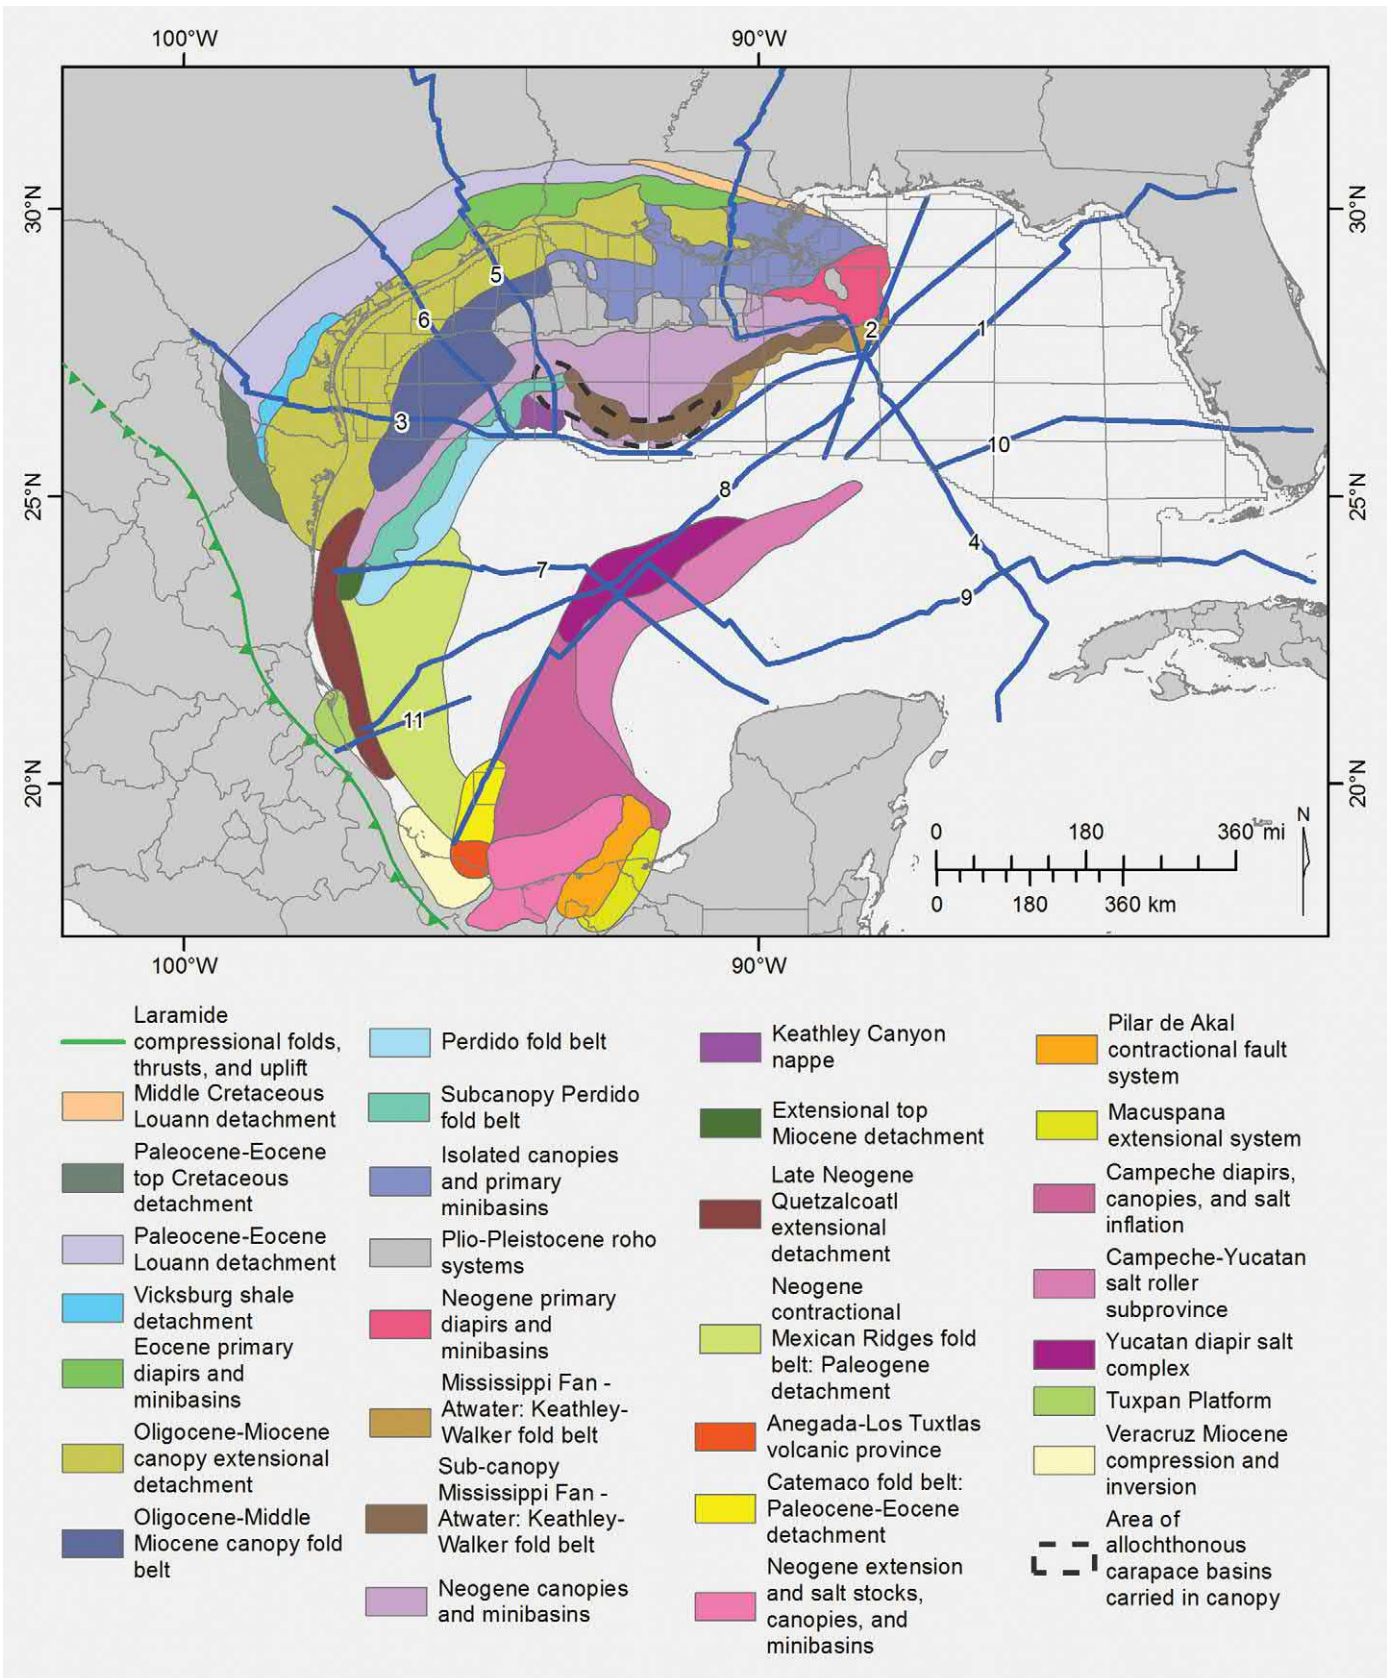 100°W
90°W
30°N
30°N
25°N
25°N
20°N
20°N
5
6
2
1
3
10
8
4
7
9
11
N
0
180
360 mi
0
180
360 km
100°W
90°W
Laramide
compressional folds,
thrusts, and uplift
Middle Cretaceous
Louann detachment
Paleocene-Eocene
top Cretaceous
detachment
Paleocene-Eocene
Louann detachment
Vicksburg shale
detachment
Eocene primary
diapirs and
minibasins
Oligocene-Miocene
canopy extensional
detachment
Oligocene-Middle
Miocene canopy fold
belt
Perdido fold belt
Subcanopy Perdido
fold belt
Isolated canopies
and primary
minibasins
Plio-Pleistocene roho
systems
Neogene primary
diapirs and
minibasins
Mississippi Fan -
Atwater: Keathley-
Walker fold belt
Sub-canopy
Mississippi Fan -
Atwater: Keathley-
Walker fold belt
Neogene canopies
and minibasins
Keathley Canyon
nappe
Extensional top
Miocene detachment
Late Neogene
Quetzalcoatl
extensional
detachment
Neogene
contractional
Mexican Ridges fold
belt: Paleogene
detachment
Anegada-Los Tuxtlas
volcanic province
Catemaco fold belt:
Paleocene-Eocene
detachment
Neogene extension
and salt stocks,
canopies, and
minibasins
Pilar de Akal
contractional fault
system
Macuspana
extensional system
Campeche diapirs,
canopies, and salt
inflation
Campeche-Yucatan
salt roller
subprovince
Yucatan diapir salt
complex
Tuxpan Platform
Veracruz Miocene
compression and
inversion
Area of
allochthonous
carapace basins
carried in canopy